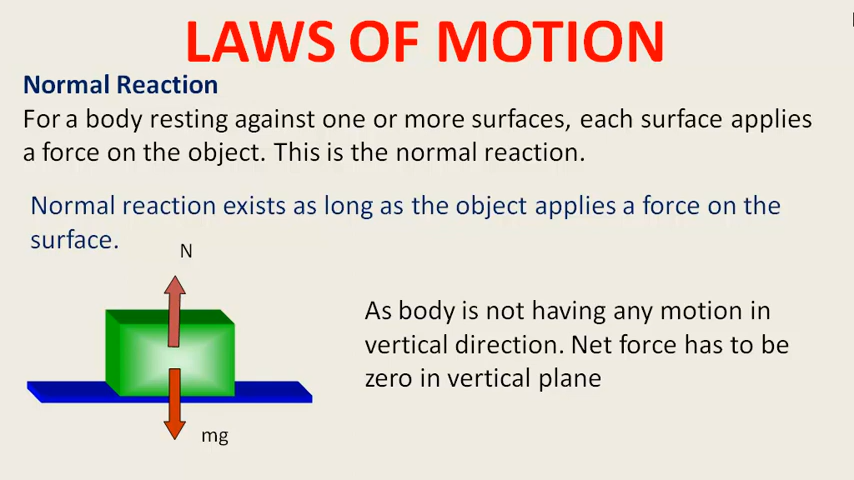 LAWS OF MOTION
Normal Reaction
For a body resting against one or more surfaces, each surface applies
a force on the object. This is the normal reaction.
Normal reaction exists as long as the object applies a force on the
surface.
N
As body is not having any motion in
vertical direction. Net force has to be
zero in vertical plane
mg